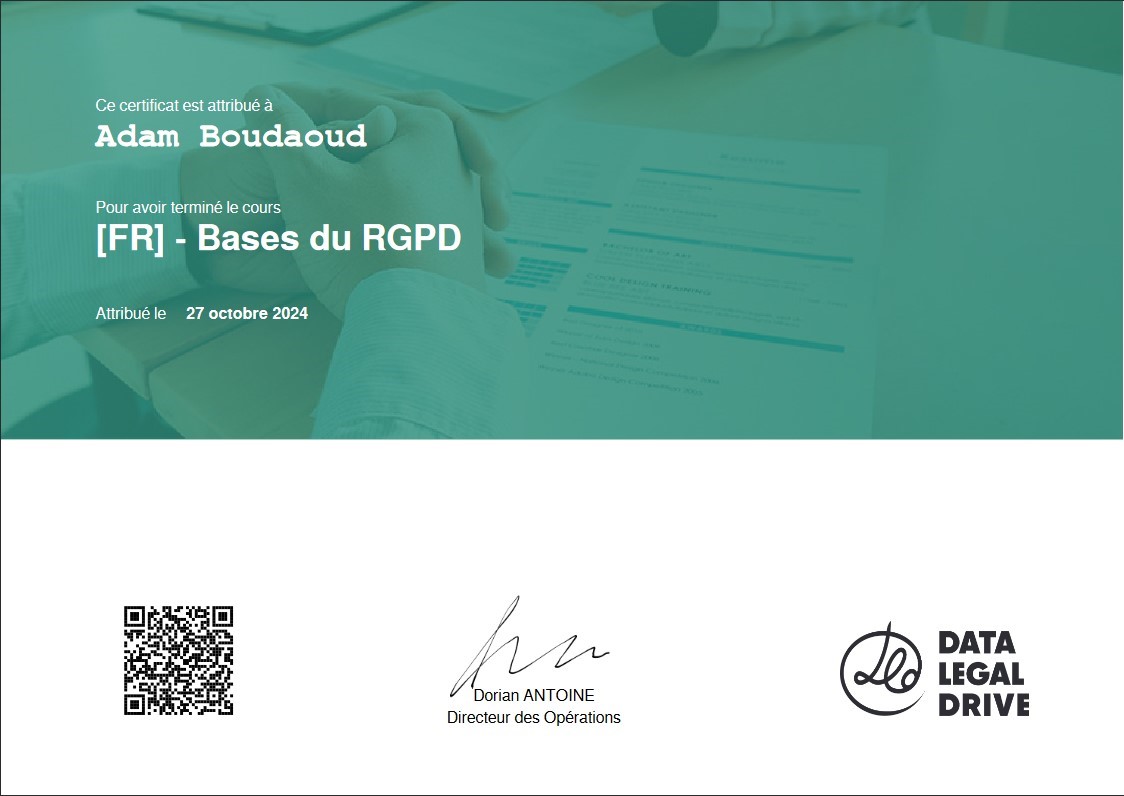 Ce certificat est attribué à
Adam Boudaoud
Pour avoir terminé le cours
[FR] - Bases du RGPD
Attribué le 27 octobre 2024
Dorian ANTOINE
Directeur des Opérations
DATA
LEGAL
DRIVE